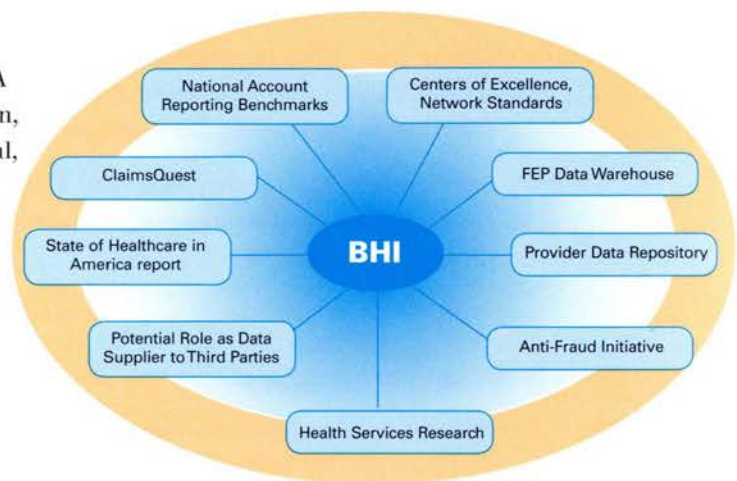 A
n,
al,
National Account
Reporting Benchmarks
Centers of Excellence,
Network Standards
ClaimsQuest
FEP Data Warehouse
State of Healthcare in
America report
BHI
Provider Data Repository
Potential Role as Data
Supplier to Third Parties
Anti-Fraud Initiative
Health Services Research